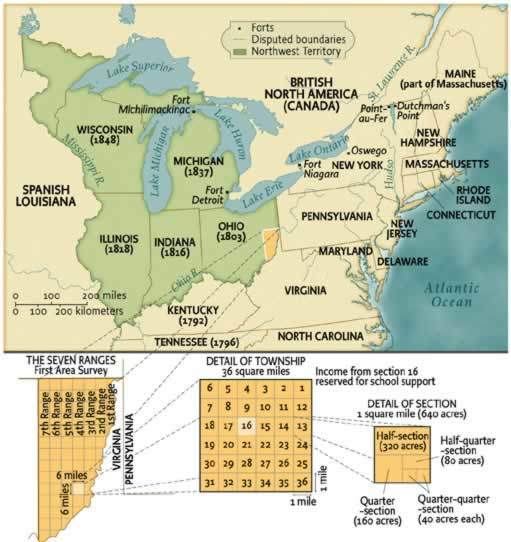 Forts
Disputed boundaries
Northwest Territory
Lake Superior
BRITISH
NORTH AMERICA
(CANADA)
St. Lawrence R.
MAINE
(part of Massachusetts)
Fort
Michilimackinac
Point-
au-Fer
Dutchman's
Point
WISCONSIN
(1848)
Mississippi R.
Lake Michigan
Lake Huron
Lake Ontario
Oswego
NEW
HAMPSHIRE
MICHIGAN
(1837)
Fort
Niagara
NEW YORK
Hudson
MASSACHUSETTS
SPANISH
LOUISIANA
Fort
Detroit
Lake Erie
RHODE
ISLAND
CONNECTICUT
PENNSYLVANIA
NEW
JERSEY
ILLINOIS
(1818)
INDIANA
(1816)
OHIO
(1803)
MARYLAND
DELAWARE
Ohio R.
VIRGINIA
Atlantic
Ocean
0 100 200 miles
0 100 200 kilometers
KENTUCKY
(1792)
TENNESSEE (1796)
NORTH CAROLINA
THE SEVEN RANGES
First Area Survey
7th Range
6th Range
5th Range
4th Range
3rd Range
2nd Range
1st Range
VIRGINIA
PENNSYLVANIA
6 miles
6 miles
DETAIL OF TOWNSHIP
36 square miles
Income from section 16
reserved for school support
6 5 4 3 2 1
7 8 9 10 11 12
18 17 16 15 14 13
19 20 21 22 23 24
30 29 28 27 26 25
31 32 33 34 35 36
1 mile
1 mile
DETAIL OF SECTION
1 square mile (640 acres)
Half-section
(320 acres)
Half-quarter
-section
(80 acres)
Quarter
-section
(160 acres)
Quarter-quarter
-section
(40 acres each)